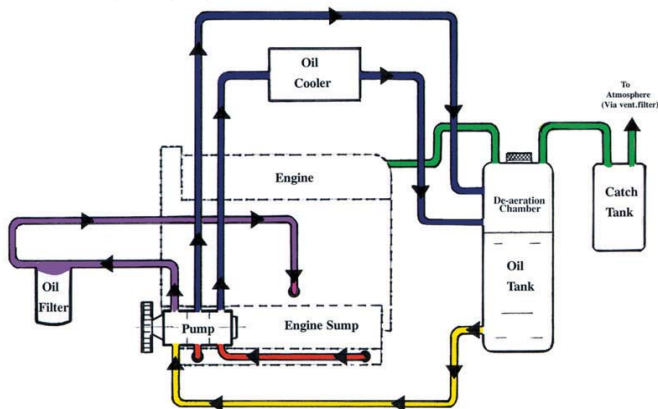 Oil
Cooler
To
Atmosphere
(Via vent.filter)
Engine
De-aeration
Chamber
Catch
Tank
Oil
Tank
Oil
Filter
Pump
Engine Sump